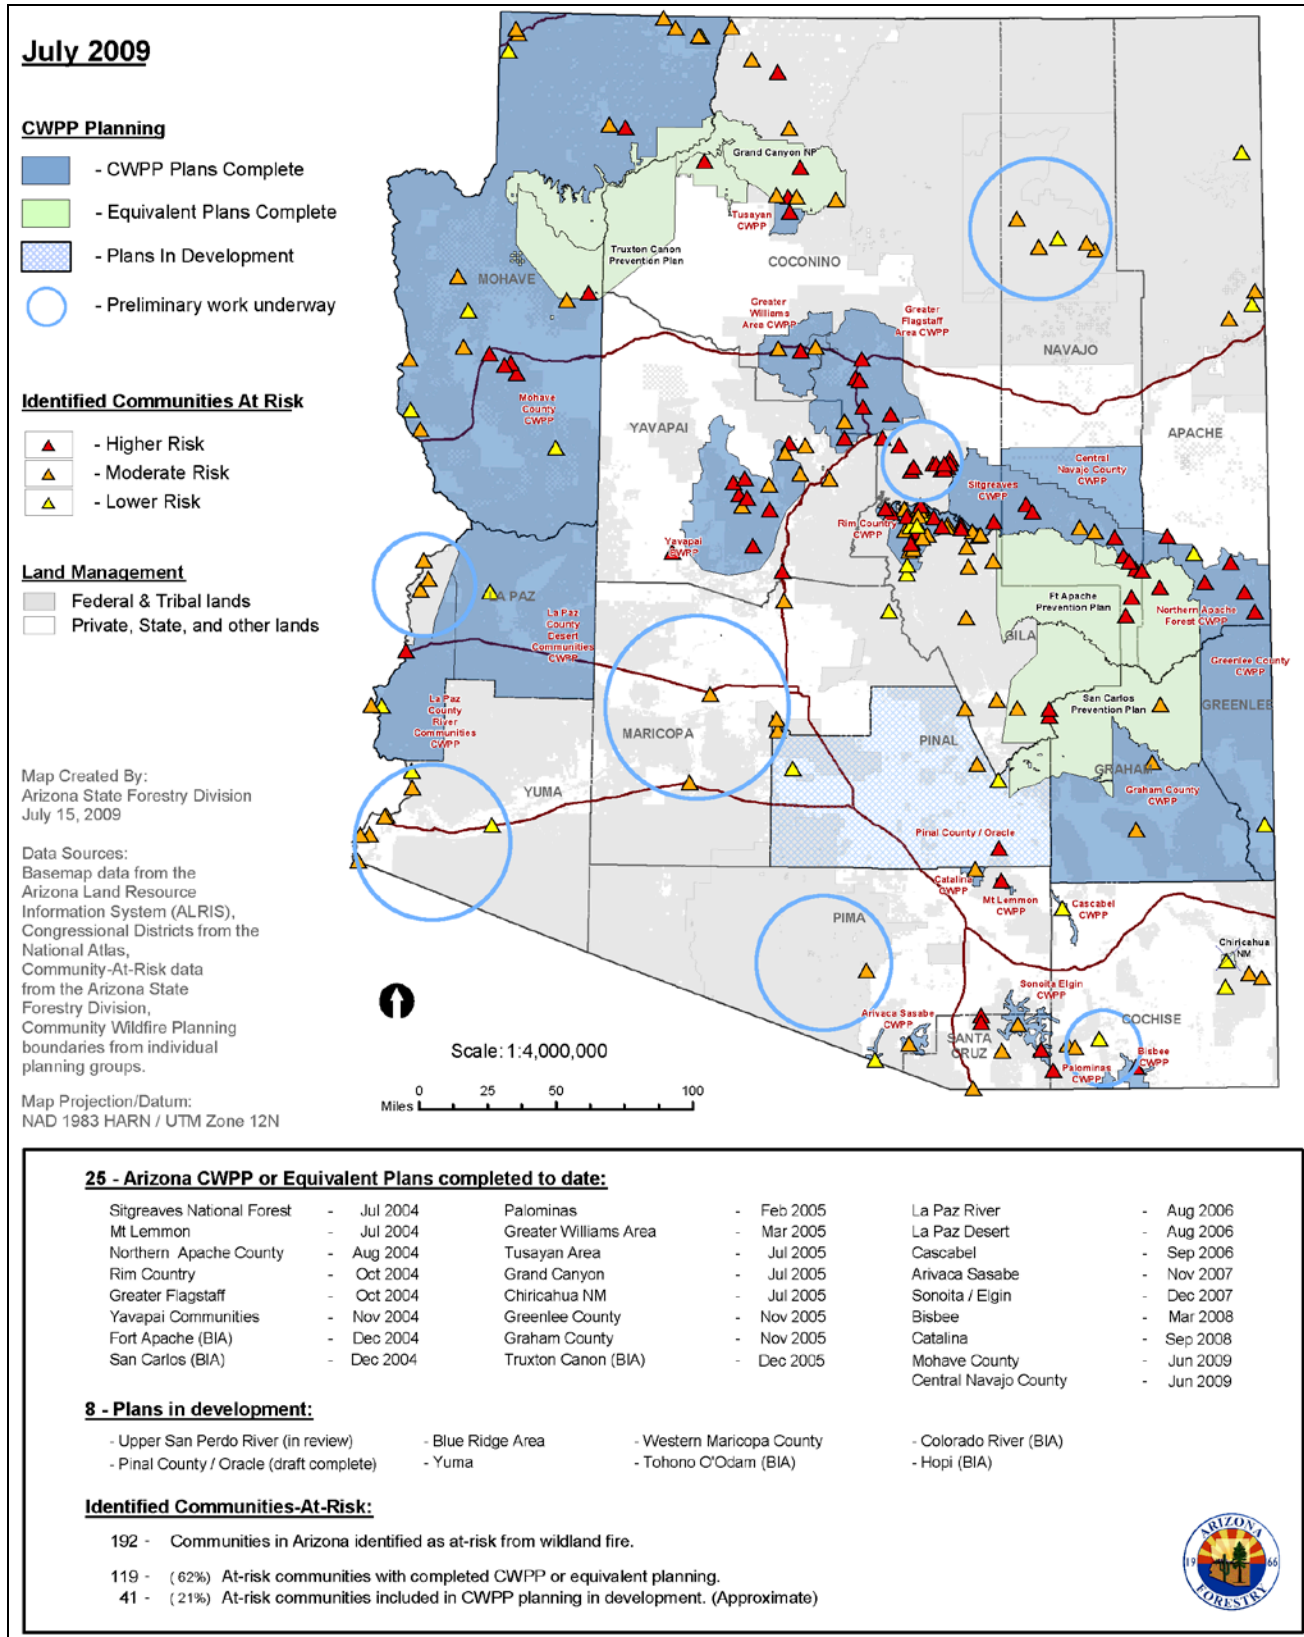 July 2009
CWPP Planning
- CWPP Plans Complete
- Equivalent Plans Complete
- Plans In Development
- Preliminary work underway
Identified Communities At Risk
- Higher Risk
- Moderate Risk
- Lower Risk
Land Management
Federal & Tribal lands
Private, State, and other lands
Map Created By:
Arizona State Forestry Division
July 15, 2009
Data Sources:
Basemap data from the
Arizona Land Resource
Information System (ALRIS),
Congressional Districts from the
National Atlas,
Community-At-Risk data
from the Arizona State
Forestry Division,
Community Wildfire Planning
boundaries from individual
planning groups.
Map Projection/Datum:
NAD 1983 HARN / UTM Zone 12N
Grand Canyon NP
Tusayan
CWPP
Truxton Canon
Prevention Plan
COCONINO
MOHAVE
Greater
Williams
Area CWPP
Greater
Flagstaff
Area CWPP
NAVAJO
Mohave
County
CWPP
YAVAPAI
APACHE
Central
Navajo County
CWPP
Sitgreaves
CWPP
Rim Country
CWPP
Yavapai
CWPP
LA PAZ
La Paz
County
Desert
Communities
CWPP
Ft Apache
Prevention Plan
Northern Apache
Forest CWPP
GILA
Greenlee County
CWPP
La Paz
County
River
Communities
CWPP
San Carlos
Prevention Plan
GREENLEE
MARICOPA
PINAL
GRAHAM
Graham County
CWPP
YUMA
Pinal County / Oracle
Catalina
CWPP
Mt Lemmon
CWPP
Cascabel
CWPP
PIMA
Chiricahua
NM
Sonoita Elgin
CWPP
Arivaca Sasabe
CWPP
COCHISE
SANTA
CRUZ
Bisbee
CWPP
Palominas
CWPP
Scale: 1:4,000,000
0 25 50 100
Miles
25 - Arizona CWPP or Equivalent Plans completed to date:
Sitgreaves National Forest - Jul 2004
Mt Lemmon - Jul 2004
Northern Apache County - Aug 2004
Rim Country - Oct 2004
Greater Flagstaff - Oct 2004
Yavapai Communities - Nov 2004
Fort Apache (BIA) - Dec 2004
San Carlos (BIA) - Dec 2004
Palominas - Feb 2005
Greater Williams Area - Mar 2005
Tusayan Area - Jul 2005
Grand Canyon - Jul 2005
Chiricahua NM - Jul 2005
Greenlee County - Nov 2005
Graham County - Nov 2005
Truxton Canon (BIA) - Dec 2005
La Paz River - Aug 2006
La Paz Desert - Aug 2006
Cascabel - Sep 2006
Arivaca Sasabe - Nov 2007
Sonoita / Elgin - Dec 2007
Bisbee - Mar 2008
Catalina - Sep 2008
Mohave County - Jun 2009
Central Navajo County - Jun 2009
8 - Plans in development:
- Upper San Perdo River (in review)
- Pinal County / Oracle (draft complete)
- Blue Ridge Area
- Yuma
- Western Maricopa County
- Tohono O'Odam (BIA)
- Colorado River (BIA)
- Hopi (BIA)
Identified Communities-At-Risk:
192 - Communities in Arizona identified as at-risk from wildland fire.
119 - (62%) At-risk communities with completed CWPP or equivalent planning.
41 - (21%) At-risk communities included in CWPP planning in development. (Approximate)
ARIZONA
19 66
FORESTRY